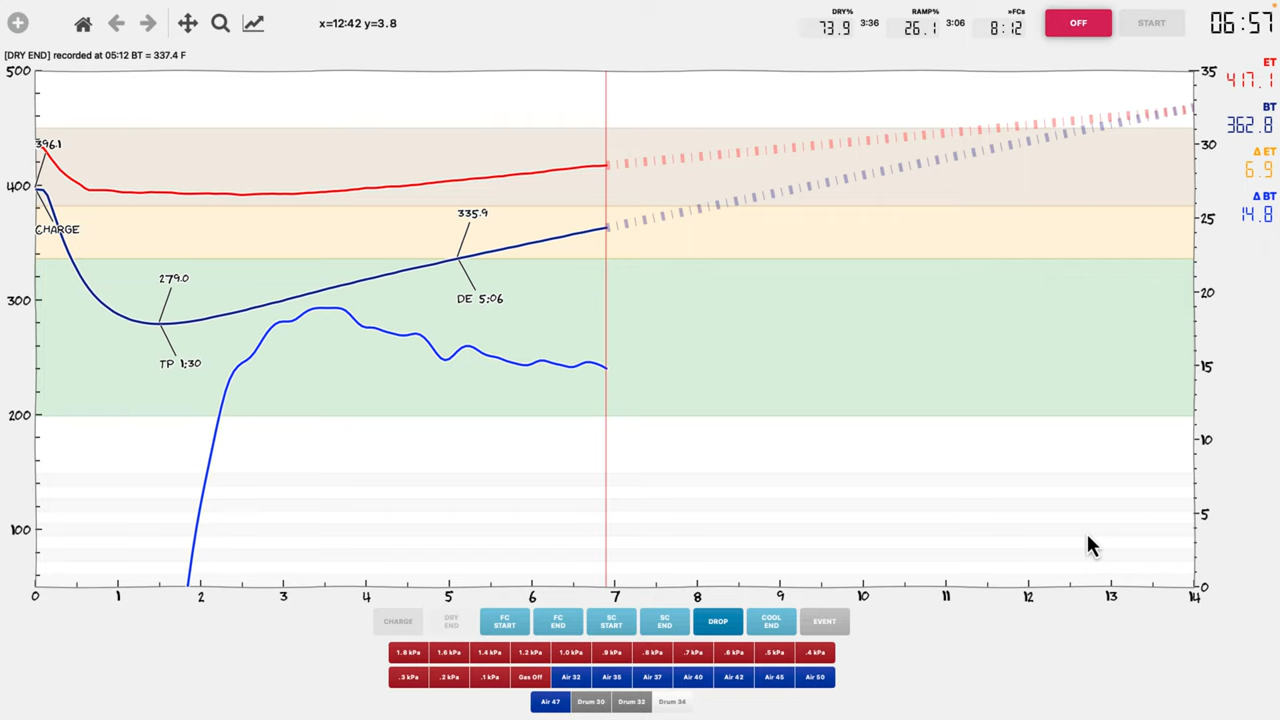 x=12:42 y=3.8
DRY% 73.9 3:36
RAMP% 26.1 3:06
»FCs 8:12
OFF
START
06:57
[DRY END] recorded at 05:12 BT = 337.4 F
ET
417.1
BT
362.8
Δ ET
6.9
Δ BT
14.8
500
400
300
200
100
35
30
25
20
15
10
5
0
396.1
CHARGE
279.0
TP 1:30
335.9
DE 5:06
0 1 2 3 4 5 6 7 8 9 10 11 12 13 14
CHARGE
DRY END
FC START
FC END
SC START
SC END
DROP
COOL END
EVENT
1.8 kPa 1.6 kPa 1.4 kPa 1.2 kPa 1.0 kPa .9 kPa .8 kPa .7 kPa .6 kPa .5 kPa .4 kPa
.3 kPa .2 kPa .1 kPa Gas Off Air 32 Air 35 Air 37 Air 40 Air 42 Air 45 Air 50
Air 47 Drum 30 Drum 32 Drum 34